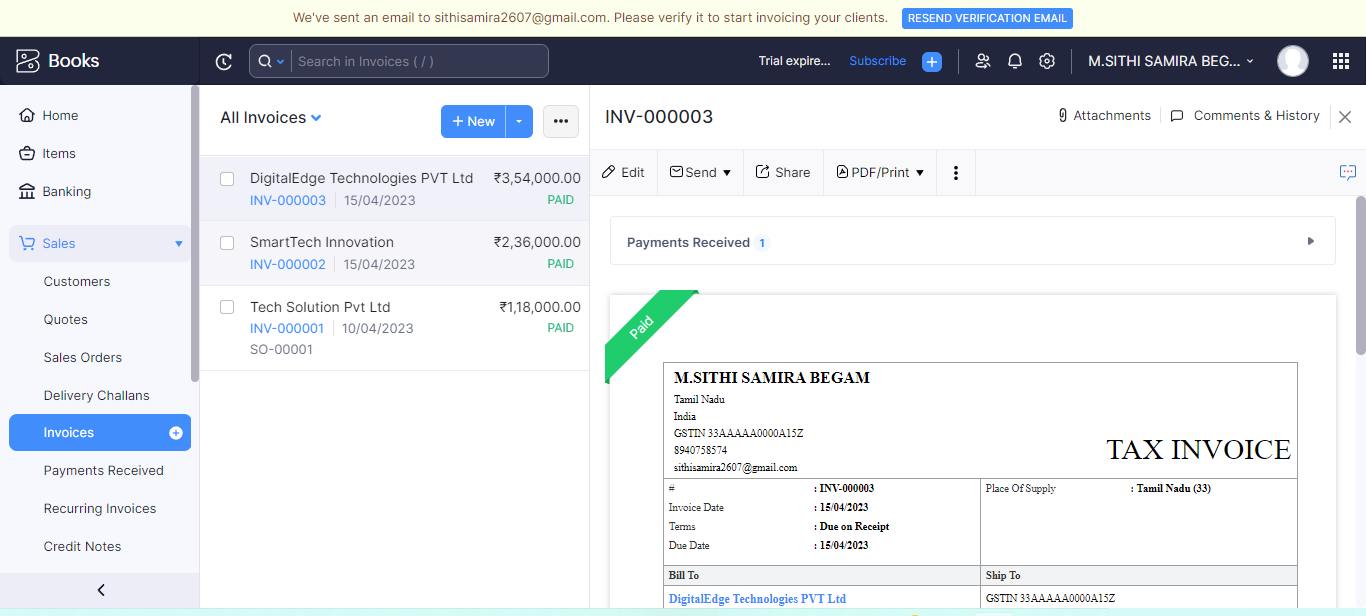 We've sent an email to sithisamira2607@gmail.com. Please verify it to start invoicing your clients. RESEND VERIFICATION EMAIL
Books
Search in Invoices ( / )
Trial expire...
Subscribe
M.SITHI SAMIRA BEG...
Home
Items
Banking
Sales
Customers
Quotes
Sales Orders
Delivery Challans
Invoices
Payments Received
Recurring Invoices
Credit Notes
All Invoices
+ New
DigitalEdge Technologies PVT Ltd ₹3,54,000.00
INV-000003 15/04/2023 PAID
SmartTech Innovation ₹2,36,000.00
INV-000002 15/04/2023 PAID
Tech Solution Pvt Ltd ₹1,18,000.00
INV-000001 10/04/2023 PAID
SO-00001
INV-000003
Attachments
Comments & History
Edit
Send
Share
PDF/Print
Payments Received 1
Paid
M.SITHI SAMIRA BEGAM
Tamil Nadu
India
GSTIN 33AAAAA0000A15Z
8940758574
sithisamira2607@gmail.com
TAX INVOICE
# : INV-000003
Invoice Date : 15/04/2023
Terms : Due on Receipt
Due Date : 15/04/2023
Place Of Supply : Tamil Nadu (33)
Bill To
Ship To
DigitalEdge Technologies PVT Ltd
GSTIN 33AAAAA0000A15Z